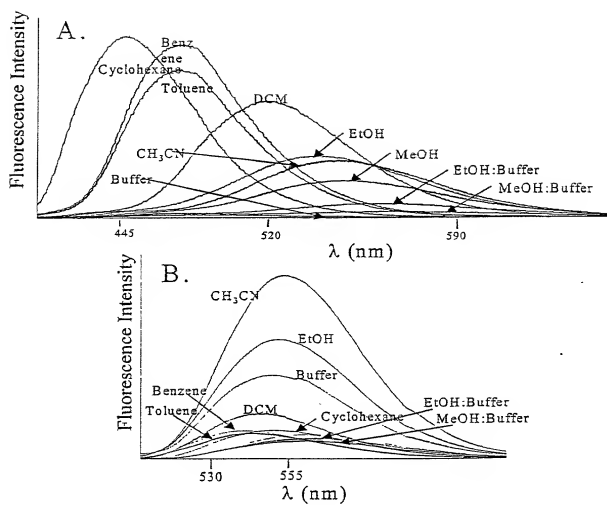 A.
Fluorescence Intensity
Benz
ene
Cyclohexane
Toluene
DCM
EtOH
CH₃CN
MeOH
EtOH:Buffer
Buffer
MeOH:Buffer
445
520
590
λ (nm)
B.
Fluorescence Intensity
CH₃CN
EtOH
Buffer
Benzene
Toluene
DCM
Cyclohexane
EtOH:Buffer
MeOH:Buffer
530
555
λ (nm)